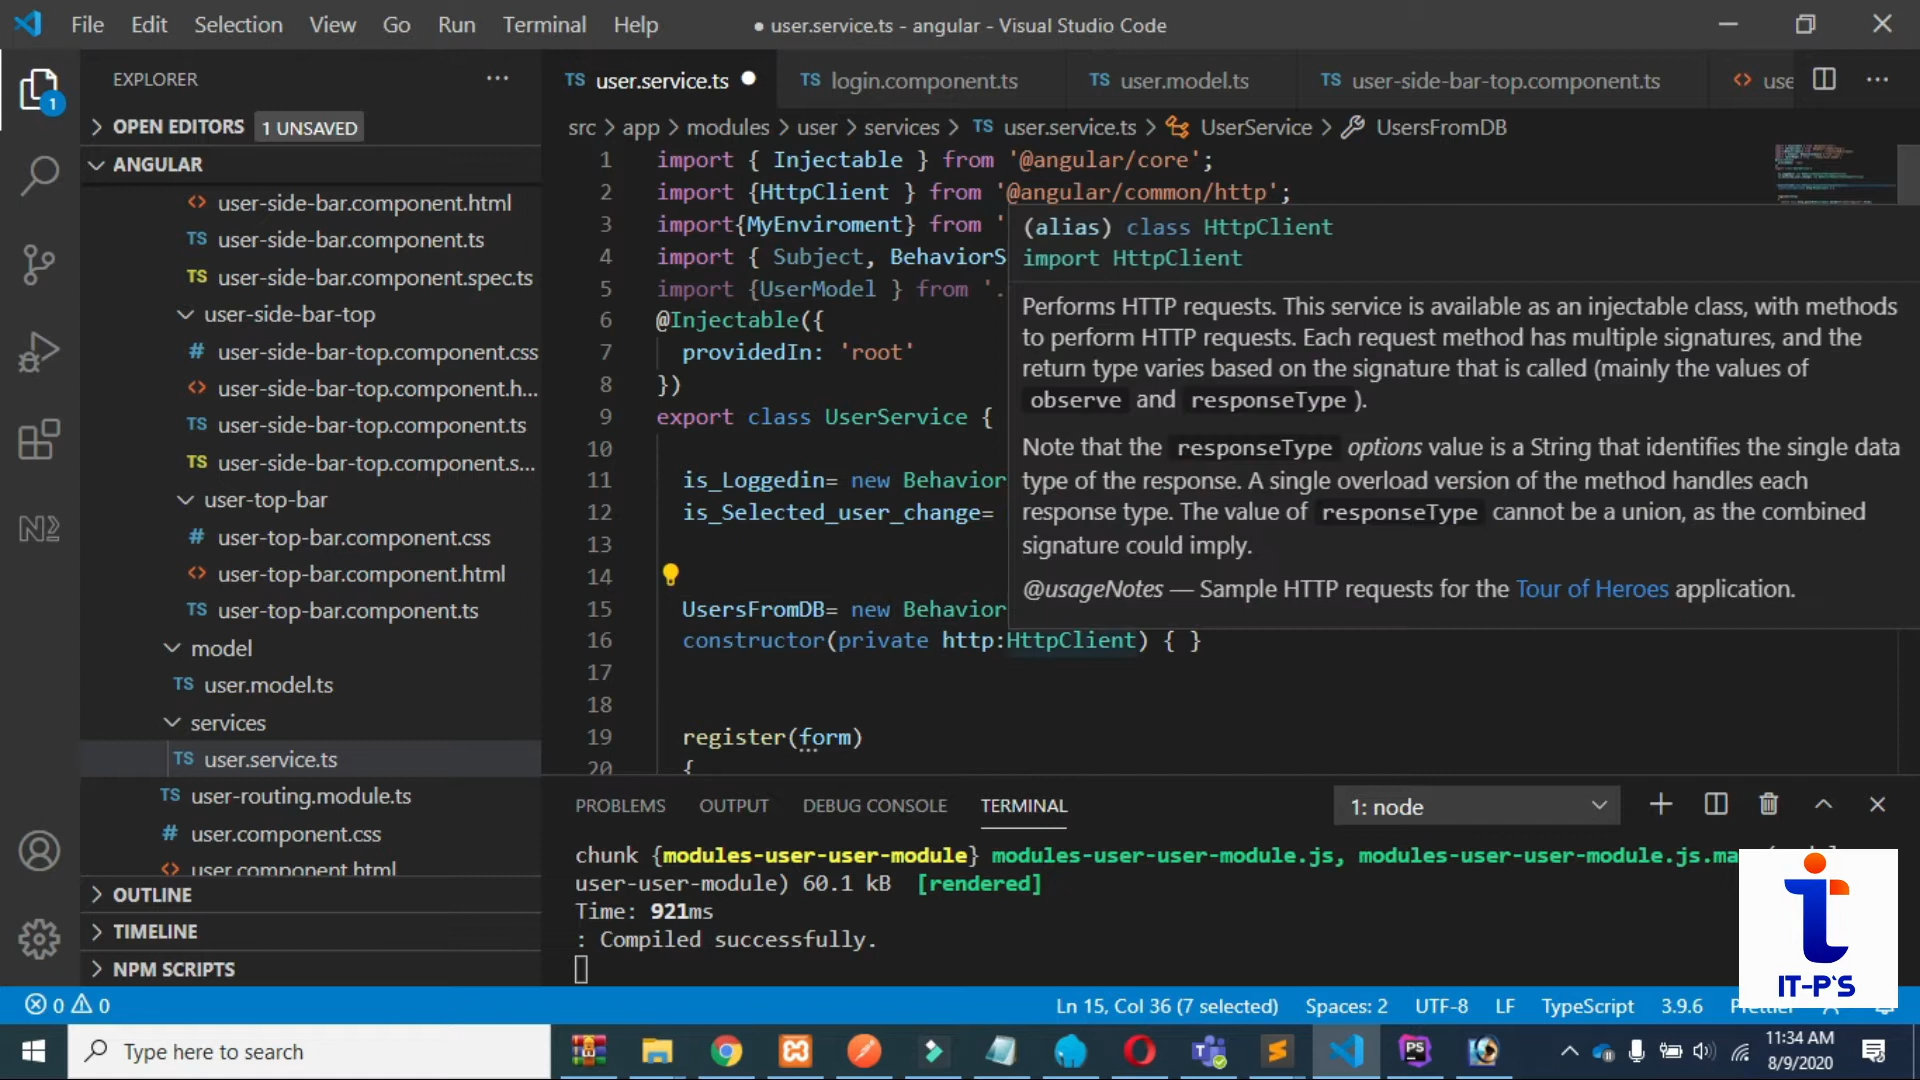 File Edit Selection View Go Run Terminal Help
● user.service.ts - angular - Visual Studio Code
EXPLORER
OPEN EDITORS 1 UNSAVED
ANGULAR
user-side-bar.component.html
TS user-side-bar.component.ts
TS user-side-bar.component.spec.ts
user-side-bar-top
# user-side-bar-top.component.css
user-side-bar-top.component.h...
TS user-side-bar-top.component.ts
TS user-side-bar-top.component.s...
user-top-bar
# user-top-bar.component.css
user-top-bar.component.html
TS user-top-bar.component.ts
model
TS user.model.ts
services
TS user.service.ts
TS user-routing.module.ts
# user.component.css
user.component.html
OUTLINE
TIMELINE
NPM SCRIPTS
1
TS user.service.ts TS login.component.ts TS user.model.ts TS user-side-bar-top.component.ts <> use ...
src > app > modules > user > services > TS user.service.ts > UserService > UsersFromDB
1 import { Injectable } from '@angular/core';
2 import {HttpClient } from '@angular/common/http';
3 import{MyEnviroment} from '
4 import { Subject, BehaviorS
5 import {UserModel } from '.
6 @Injectable({
7 providedIn: 'root'
8 })
9 export class UserService {
10
11 is_Loggedin= new Behavior
12 is_Selected_user_change=
13
14
15 UsersFromDB= new Behavior
16 constructor(private http:HttpClient) { }
17
18
19 register(form)
20 {
(alias) class HttpClient
import HttpClient
Performs HTTP requests. This service is available as an injectable class, with methods
to perform HTTP requests. Each request method has multiple signatures, and the
return type varies based on the signature that is called (mainly the values of
observe and responseType ).
Note that the responseType options value is a String that identifies the single data
type of the response. A single overload version of the method handles each
response type. The value of responseType cannot be a union, as the combined
signature could imply.
@usageNotes — Sample HTTP requests for the Tour of Heroes application.
PROBLEMS OUTPUT DEBUG CONSOLE TERMINAL 1: node
chunk {modules-user-user-module} modules-user-user-module.js, modules-user-user-module.js.ma
user-user-module) 60.1 kB [rendered]
Time: 921ms
: Compiled successfully.
IT-P'S
0 0 Ln 15, Col 36 (7 selected) Spaces: 2 UTF-8 LF TypeScript 3.9.6 Prettier
Type here to search
PS
11:34 AM
8/9/2020